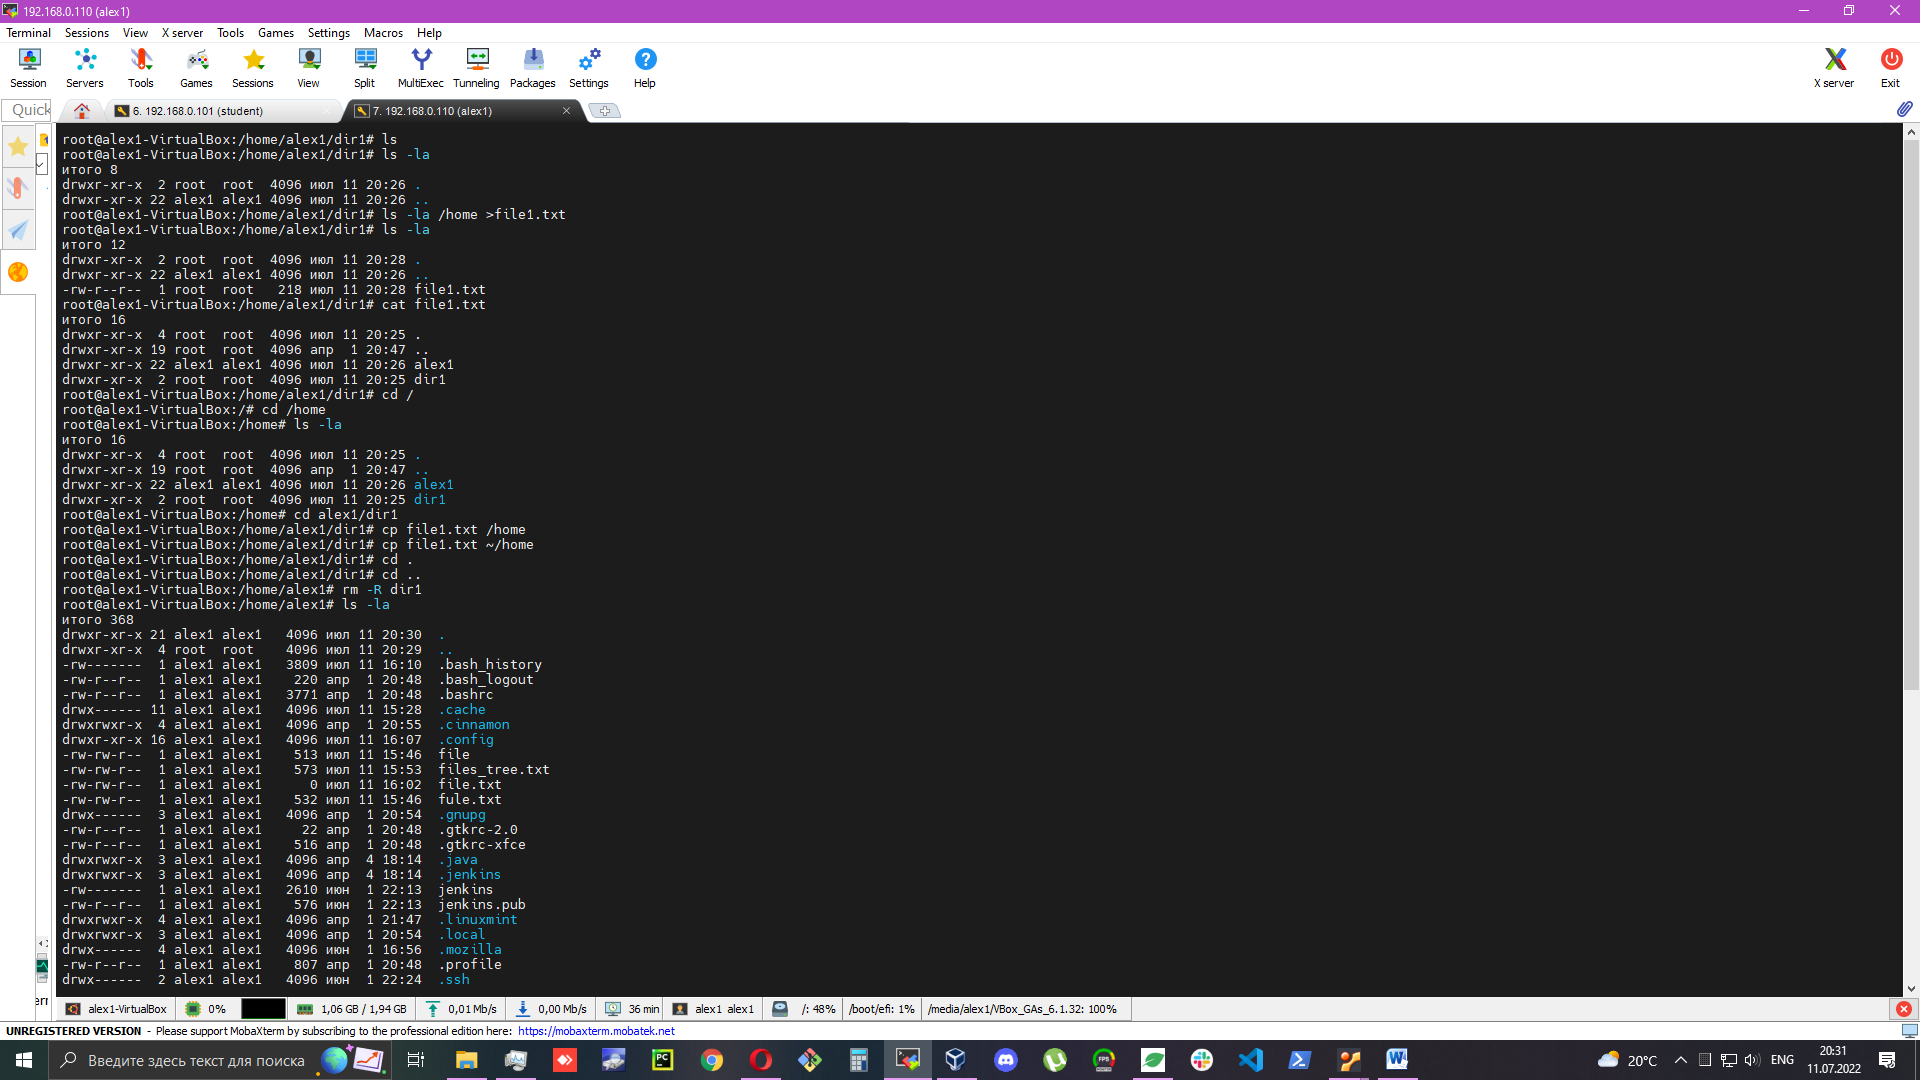 192.168.0.110 (alex1)
Terminal Sessions View X server Tools Games Settings Macros Help
Session Servers Tools Games Sessions View Split MultiExec Tunneling Packages Settings Help X server Exit
Quick 6. 192.168.0.101 (student) 7. 192.168.0.110 (alex1)
root@alex1-VirtualBox:/home/alex1/dir1# ls
root@alex1-VirtualBox:/home/alex1/dir1# ls -la
итого 8
drwxr-xr-x  2 root  root  4096 июл 11 20:26 .
drwxr-xr-x 22 alex1 alex1 4096 июл 11 20:26 ..
root@alex1-VirtualBox:/home/alex1/dir1# ls -la /home >file1.txt
root@alex1-VirtualBox:/home/alex1/dir1# ls -la
итого 12
drwxr-xr-x  2 root  root  4096 июл 11 20:28 .
drwxr-xr-x 22 alex1 alex1 4096 июл 11 20:26 ..
-rw-r--r--  1 root  root   218 июл 11 20:28 file1.txt
root@alex1-VirtualBox:/home/alex1/dir1# cat file1.txt
итого 16
drwxr-xr-x  4 root  root  4096 июл 11 20:25 .
drwxr-xr-x 19 root  root  4096 апр  1 20:47 ..
drwxr-xr-x 22 alex1 alex1 4096 июл 11 20:26 alex1
drwxr-xr-x  2 root  root  4096 июл 11 20:25 dir1
root@alex1-VirtualBox:/home/alex1/dir1# cd /
root@alex1-VirtualBox:/# cd /home
root@alex1-VirtualBox:/home# ls -la
итого 16
drwxr-xr-x  4 root  root  4096 июл 11 20:25 .
drwxr-xr-x 19 root  root  4096 апр  1 20:47 ..
drwxr-xr-x 22 alex1 alex1 4096 июл 11 20:26 alex1
drwxr-xr-x  2 root  root  4096 июл 11 20:25 dir1
root@alex1-VirtualBox:/home# cd alex1/dir1
root@alex1-VirtualBox:/home/alex1/dir1# cp file1.txt /home
root@alex1-VirtualBox:/home/alex1/dir1# cp file1.txt ~/home
root@alex1-VirtualBox:/home/alex1/dir1# cd .
root@alex1-VirtualBox:/home/alex1/dir1# cd ..
root@alex1-VirtualBox:/home/alex1# rm -R dir1
root@alex1-VirtualBox:/home/alex1# ls -la
итого 368
drwxr-xr-x 21 alex1 alex1   4096 июл 11 20:30  .
drwxr-xr-x  4 root  root    4096 июл 11 20:29  ..
-rw-------  1 alex1 alex1   3809 июл 11 16:10  .bash_history
-rw-r--r--  1 alex1 alex1    220 апр  1 20:48  .bash_logout
-rw-r--r--  1 alex1 alex1   3771 апр  1 20:48  .bashrc
drwx------ 11 alex1 alex1   4096 июл 11 15:28  .cache
drwxrwxr-x  4 alex1 alex1   4096 апр  1 20:55  .cinnamon
drwxr-xr-x 16 alex1 alex1   4096 июл 11 16:07  .config
-rw-rw-r--  1 alex1 alex1    513 июл 11 15:46  file
-rw-rw-r--  1 alex1 alex1    573 июл 11 15:53  files_tree.txt
-rw-rw-r--  1 alex1 alex1      0 июл 11 16:02  file.txt
-rw-rw-r--  1 alex1 alex1    532 июл 11 15:46  fule.txt
drwx------  3 alex1 alex1   4096 апр  1 20:54  .gnupg
-rw-r--r--  1 alex1 alex1     22 апр  1 20:48  .gtkrc-2.0
-rw-r--r--  1 alex1 alex1    516 апр  1 20:48  .gtkrc-xfce
drwxrwxr-x  3 alex1 alex1   4096 апр  4 18:14  .java
drwxrwxr-x  3 alex1 alex1   4096 апр  4 18:14  .jenkins
-rw-------  1 alex1 alex1   2610 июн  1 22:13  jenkins
-rw-r--r--  1 alex1 alex1    576 июн  1 22:13  jenkins.pub
drwxrwxr-x  4 alex1 alex1   4096 апр  1 21:47  .linuxmint
drwxrwxr-x  3 alex1 alex1   4096 апр  1 20:54  .local
drwx------  4 alex1 alex1   4096 июн  1 16:56  .mozilla
-rw-r--r--  1 alex1 alex1    807 апр  1 20:48  .profile
drwx------  2 alex1 alex1   4096 июн  1 22:24  .ssh
alex1-VirtualBox 0% 1,06 GB / 1,94 GB 0,01 Mb/s 0,00 Mb/s 36 min alex1 alex1 /: 48% /boot/efi: 1% /media/alex1/VBox_GAs_6.1.32: 100%
UNREGISTERED VERSION - Please support MobaXterm by subscribing to the professional edition here: https://mobaxterm.mobatek.net
Введите здесь текст для поиска 20°C ENG 20:31
11.07.2022